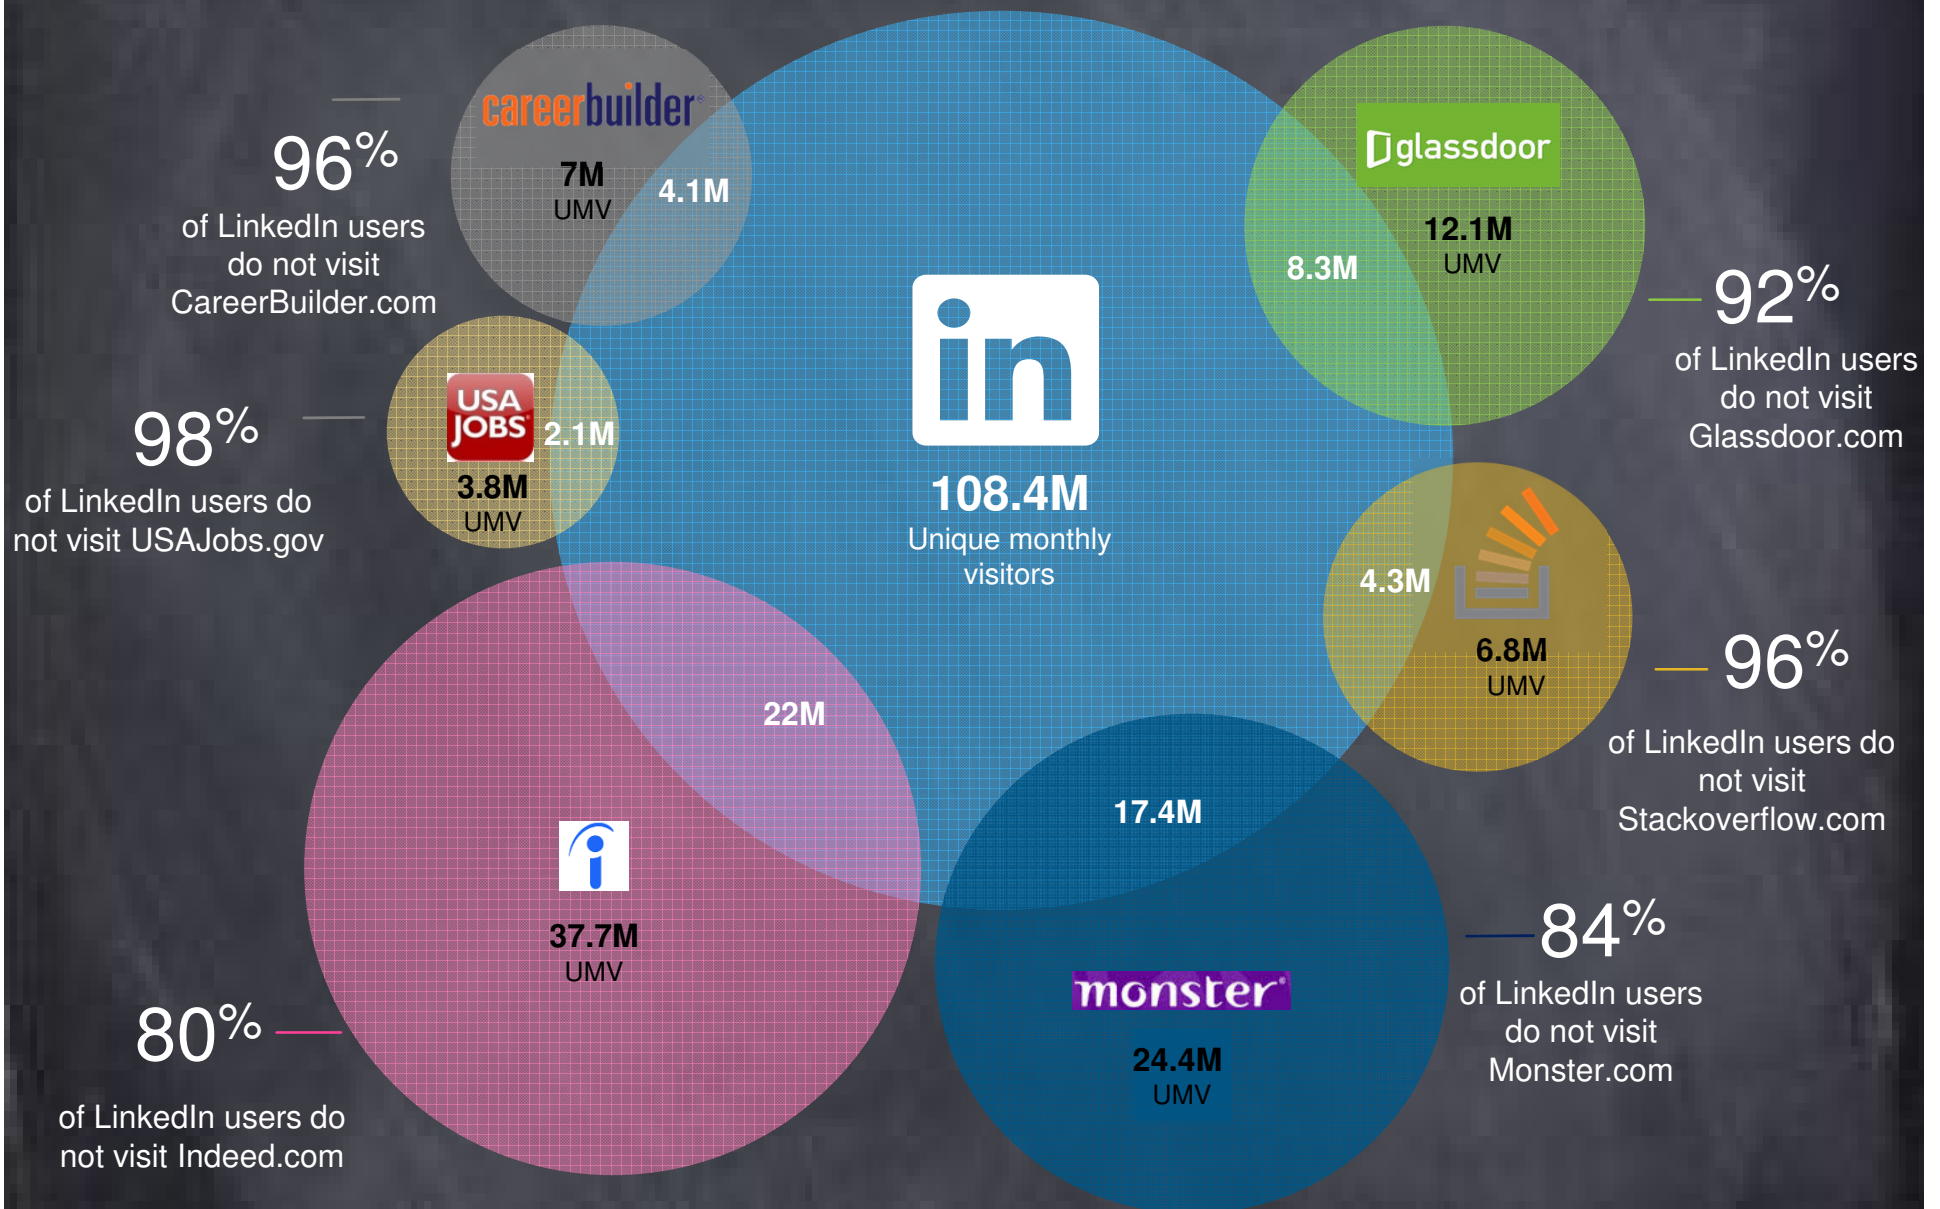 careerbuilder®
7M
UMV
4.1M
96%
of LinkedIn users
do not visit
CareerBuilder.com
glassdoor
12.1M
UMV
8.3M
92%
of LinkedIn users
do not visit
Glassdoor.com
in
108.4M
Unique monthly
visitors
USA
JOBS
2.1M
3.8M
UMV
98%
of LinkedIn users do
not visit USAJobs.gov
4.3M
6.8M
UMV
96%
of LinkedIn users do
not visit
Stackoverflow.com
22M
i
37.7M
UMV
80%
of LinkedIn users do
not visit Indeed.com
17.4M
monster®
24.4M
UMV
84%
of LinkedIn users
do not visit
Monster.com